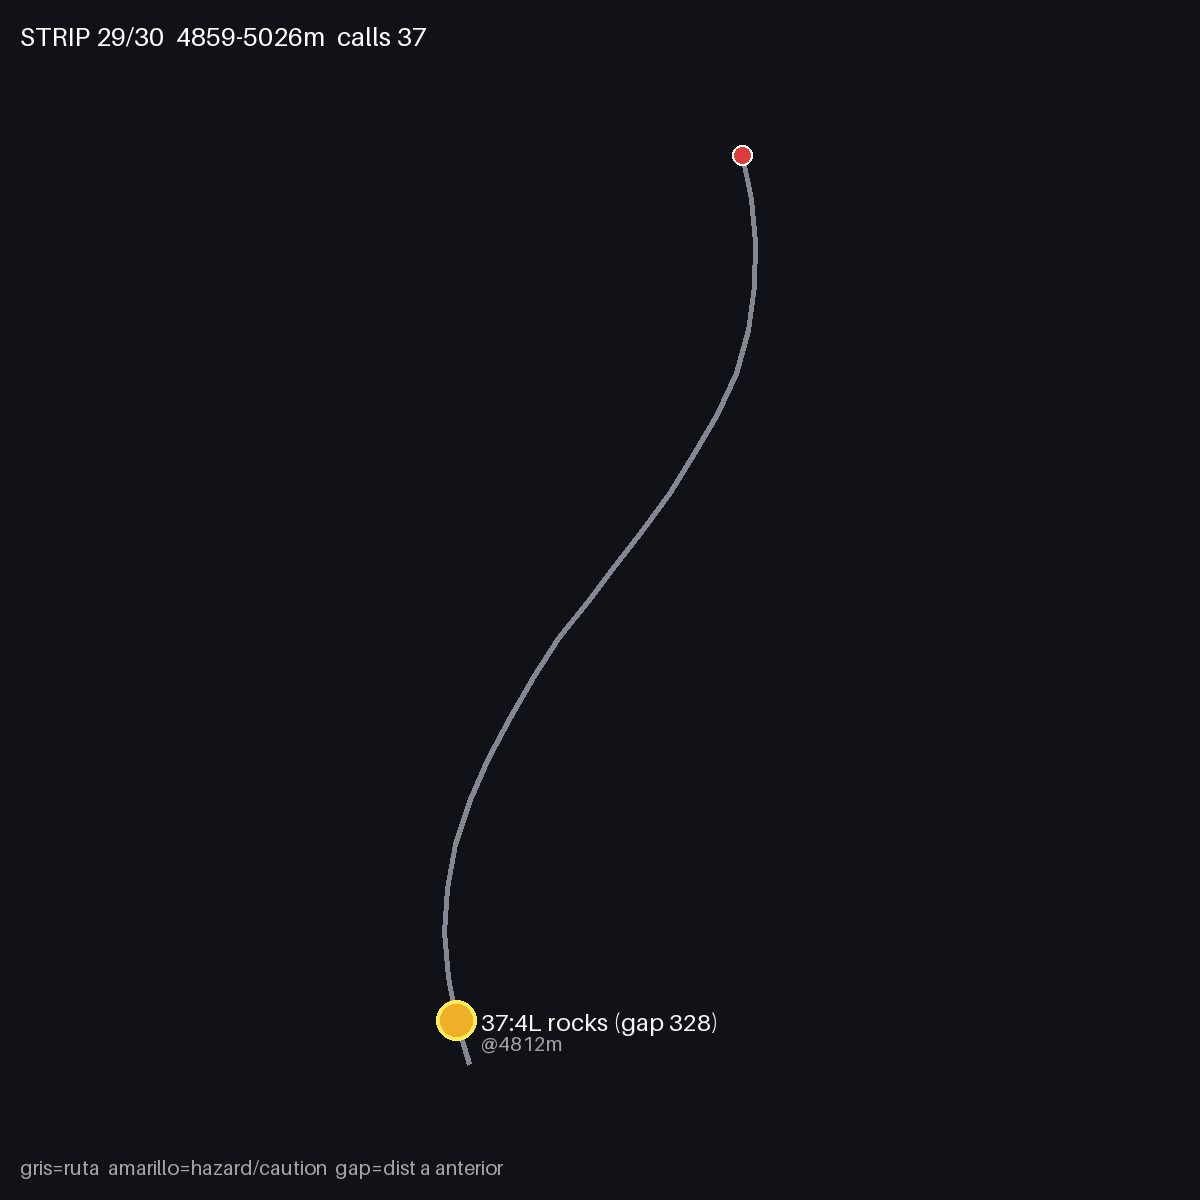 STRIP 29/30  4859-5026m  calls 37
37:4L rocks (gap 328)
@4812m
gris=ruta  amarillo=hazard/caution  gap=dist a anterior